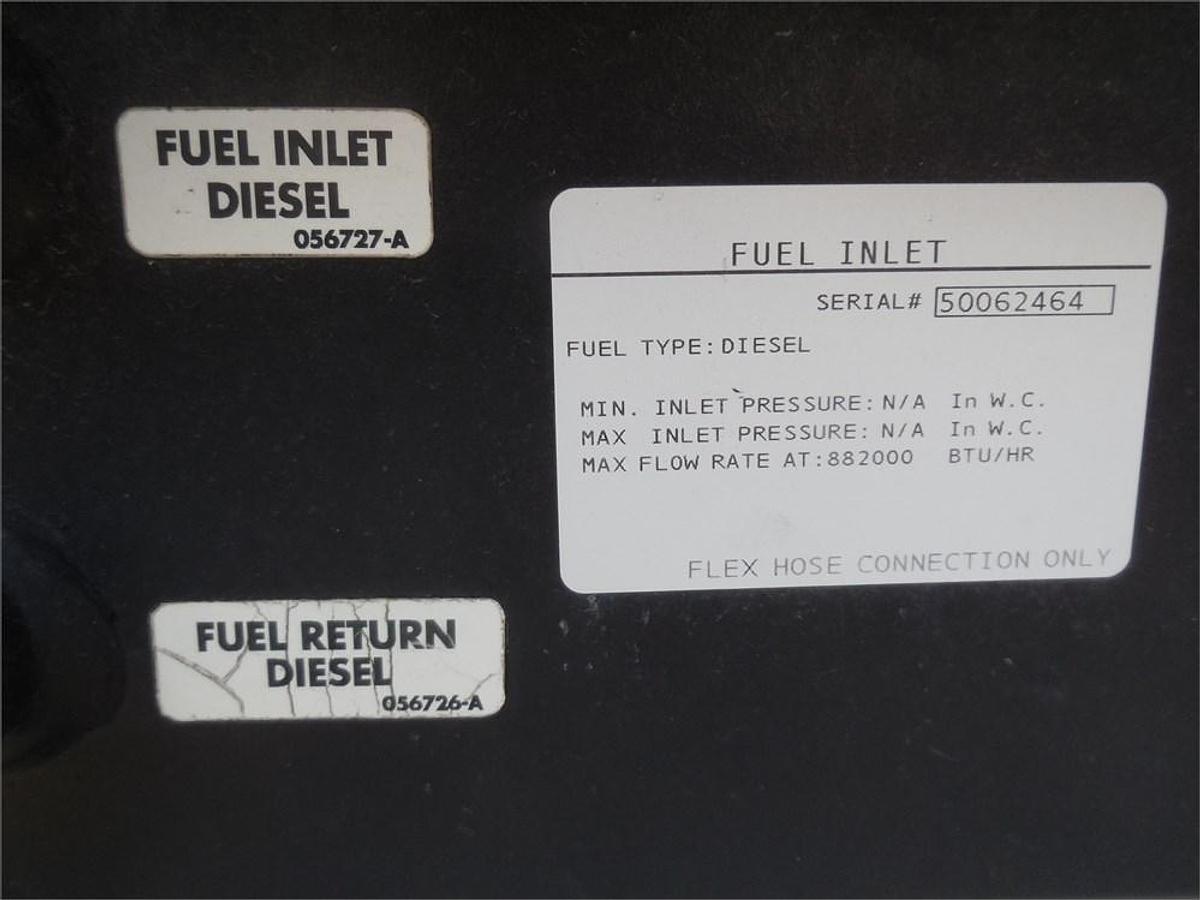 FUEL INLET
DIESEL
056727-A
FUEL INLET
SERIAL# 50062464
FUEL TYPE: DIESEL
MIN. INLET PRESSURE: N/A In W.C.
MAX INLET PRESSURE: N/A In W.C.
MAX FLOW RATE AT: 882000 BTU/HR
FLEX HOSE CONNECTION ONLY
FUEL RETURN
DIESEL
056726-A